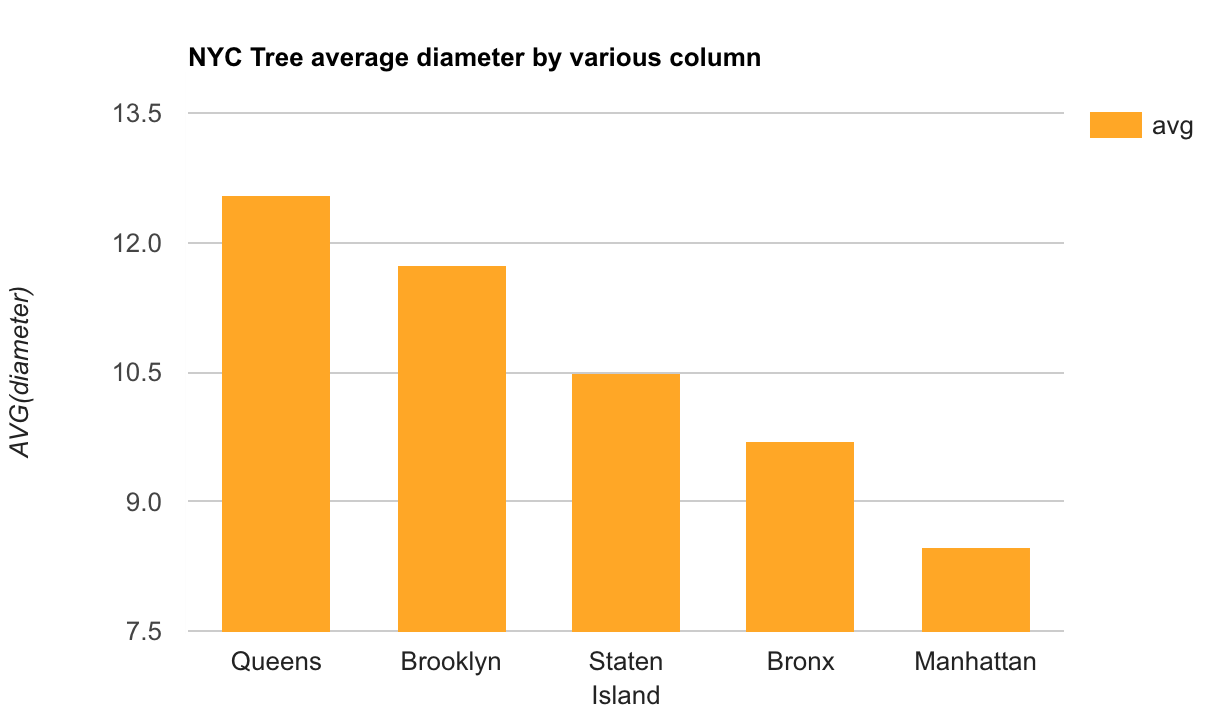 NYC Tree average diameter by various column
13.5
avg
12.0
AVG(diameter)
10.5
9.0
7.5
Queens Brooklyn Staten Bronx Manhattan
Island